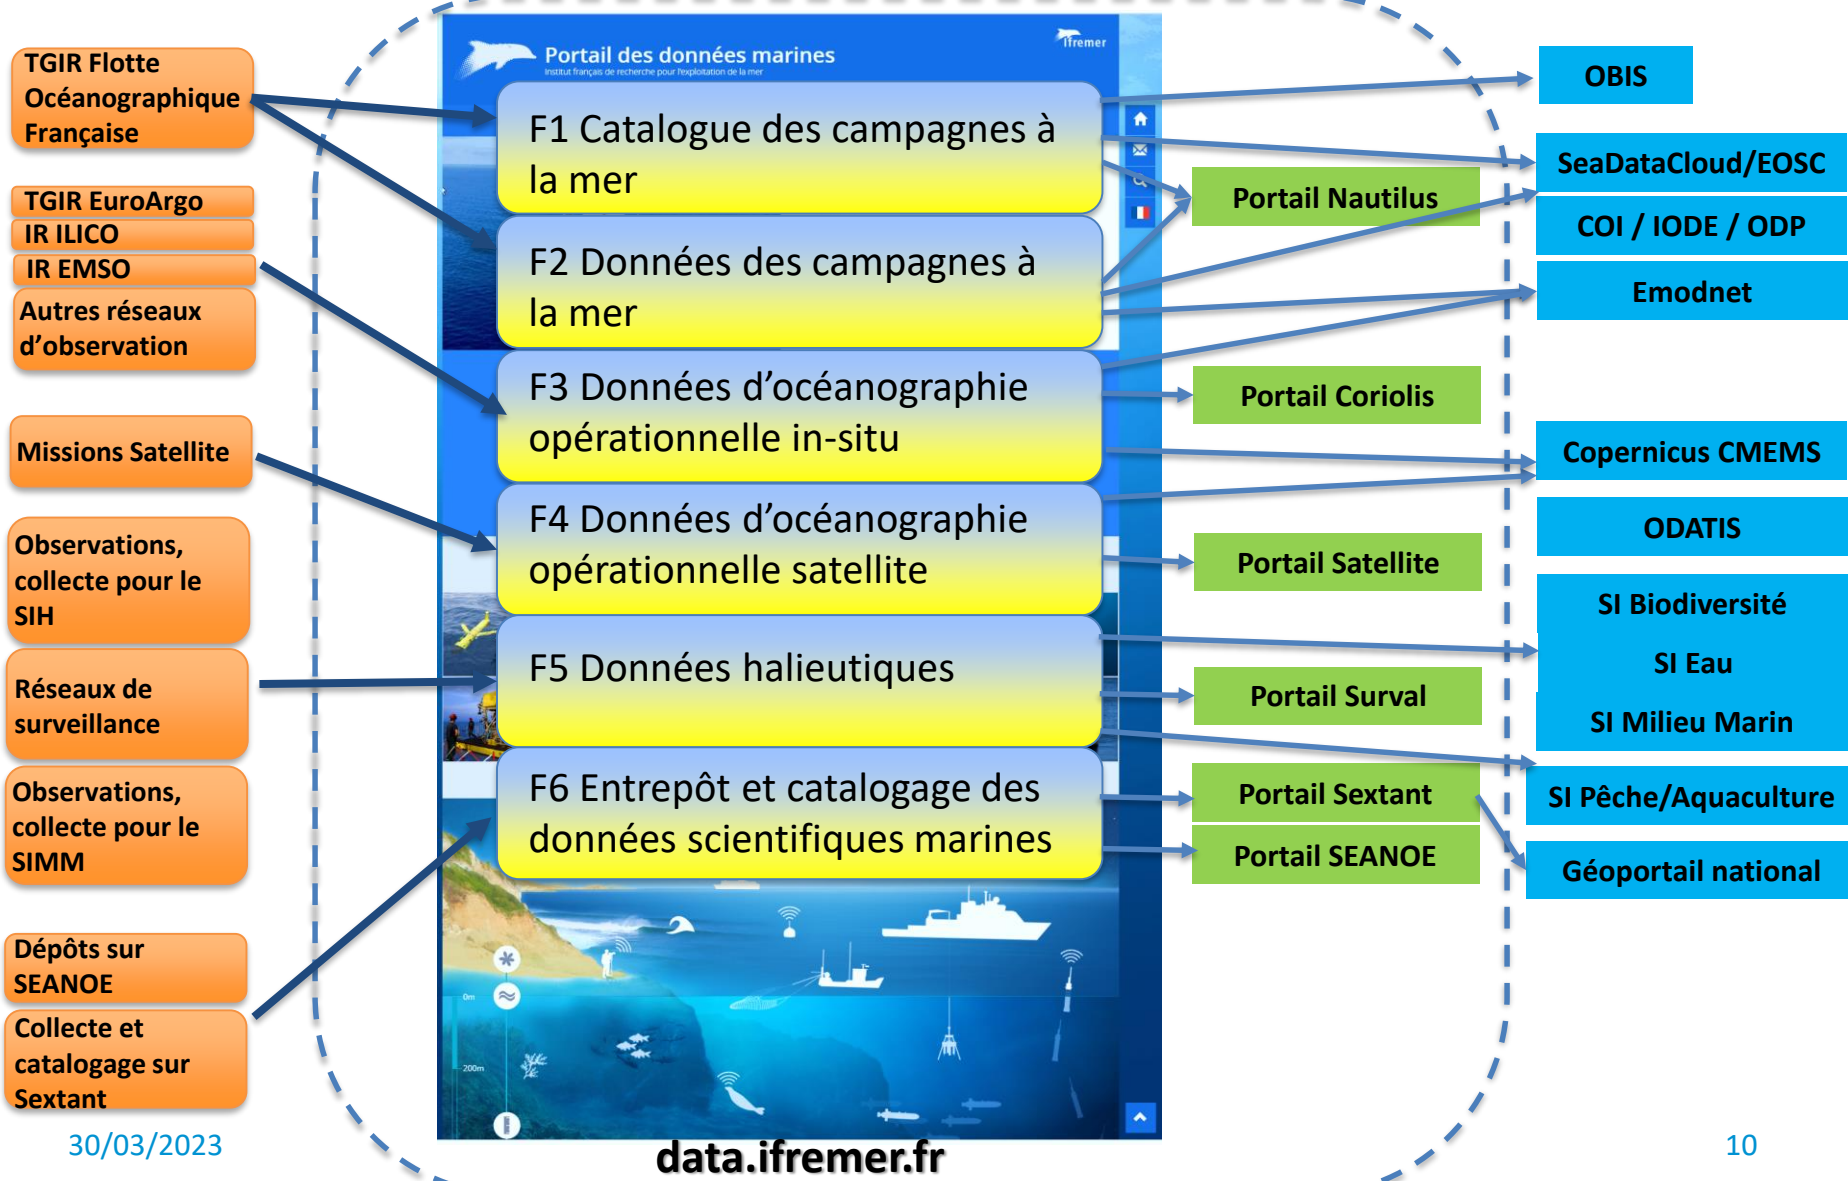 TGIR Flotte
Océanographique
Française
TGIR EuroArgo
IR ILICO
IR EMSO
Autres réseaux
d’observation
Missions Satellite
Observations,
collecte pour le
SIH
Réseaux de
surveillance
Observations,
collecte pour le
SIMM
Dépôts sur
SEANOE
Collecte et
catalogage sur
Sextant
30/03/2023
Portail des données marines
Institut français de recherche pour l'exploitation de la mer
Ifremer
F1 Catalogue des campagnes à
la mer
F2 Données des campagnes à
la mer
F3 Données d’océanographie
opérationnelle in-situ
F4 Données d’océanographie
opérationnelle satellite
F5 Données halieutiques
F6 Entrepôt et catalogage des
données scientifiques marines
0m
200m
data.ifremer.fr
Portail Nautilus
Portail Coriolis
Portail Satellite
Portail Surval
Portail Sextant
Portail SEANOE
OBIS
SeaDataCloud/EOSC
COI / IODE / ODP
Emodnet
Copernicus CMEMS
ODATIS
SI Biodiversité
SI Eau
SI Milieu Marin
SI Pêche/Aquaculture
Géoportail national
10